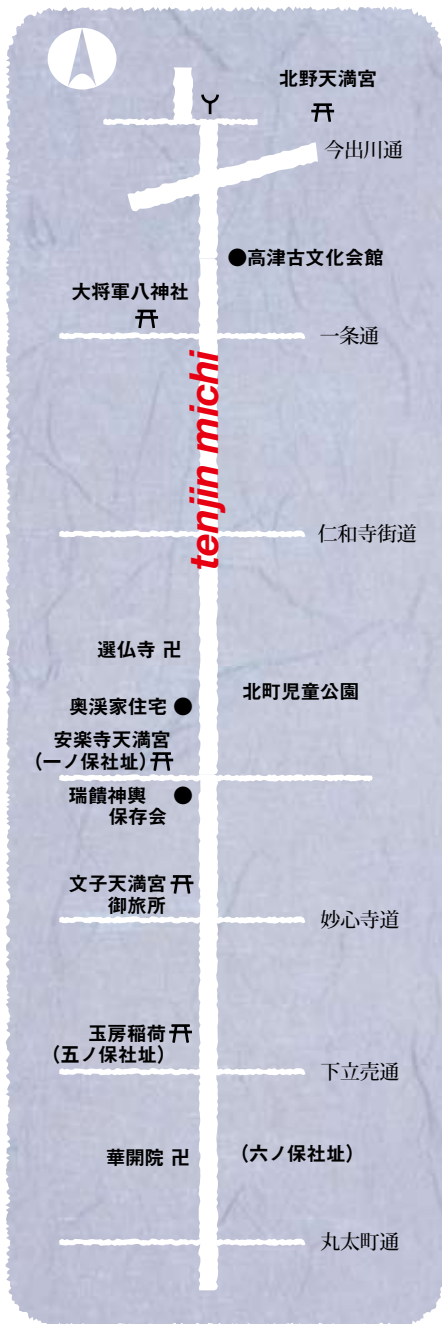 北野天満宮
今出川通
●高津古文化会館
大将軍八神社
一条通
tenjin michi
仁和寺街道
選仏寺 卍
北町児童公園
奥渓家住宅 ●
安楽寺天満宮
(一ノ保社址)
瑞饋神輿 ●
保存会
文子天満宮
御旅所
妙心寺道
玉房稲荷
(五ノ保社址)
下立売通
華開院 卍
(六ノ保社址)
丸太町通